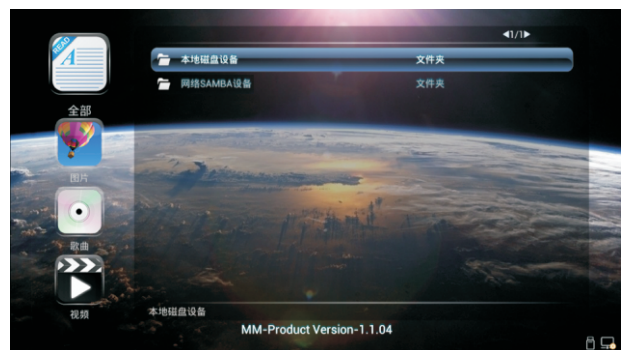 ◀1/1▶
READ
A
本地磁盘设备 文件夹
网络SAMBA设备 文件夹
全部
图片
歌曲
视频
本地磁盘设备
MM-Product Version-1.1.04